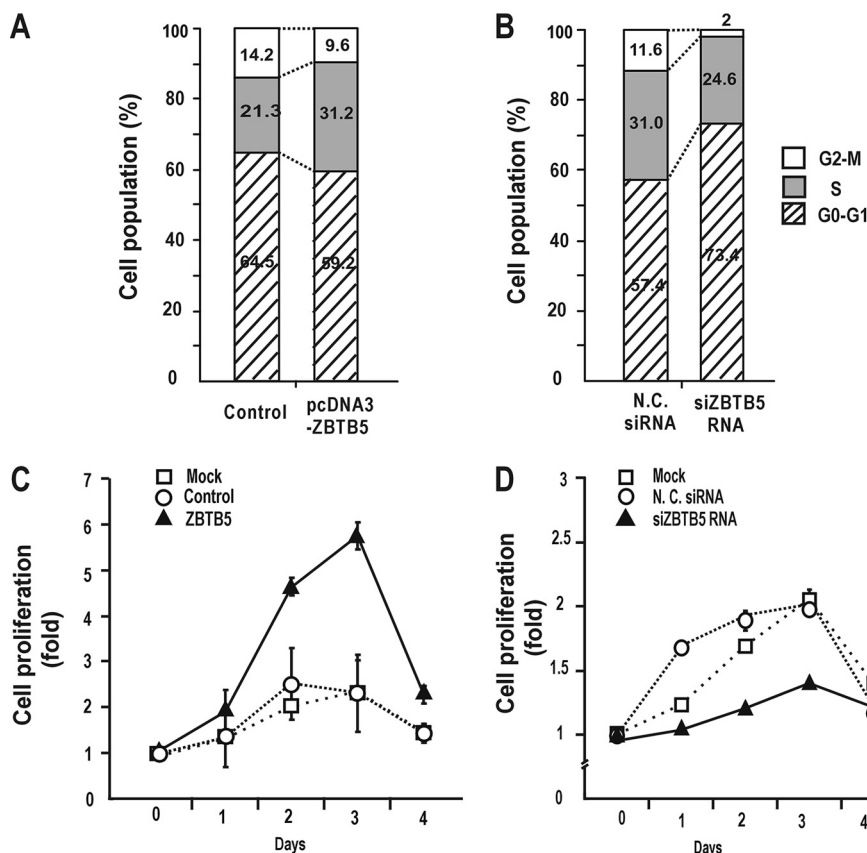 A
Cell population (%)
100
80
60
40
20
0
14.2
21.3
64.5
9.6
31.2
59.2
Control
pcDNA3
-ZBTB5
B
Cell population (%)
100
80
60
40
20
0
11.6
31.0
57.4
2
24.6
73.4
N.C.
siRNA
siZBTB5
RNA
G2-M
S
G0-G1
C
Mock
Control
ZBTB5
Cell proliferation
(fold)
7
6
5
4
3
2
1
0
0 1 2 3 4
Days
D
Mock
N. C. siRNA
siZBTB5 RNA
Cell proliferation
(fold)
3
2
1.5
1
0
0 1 2 3 4
Days